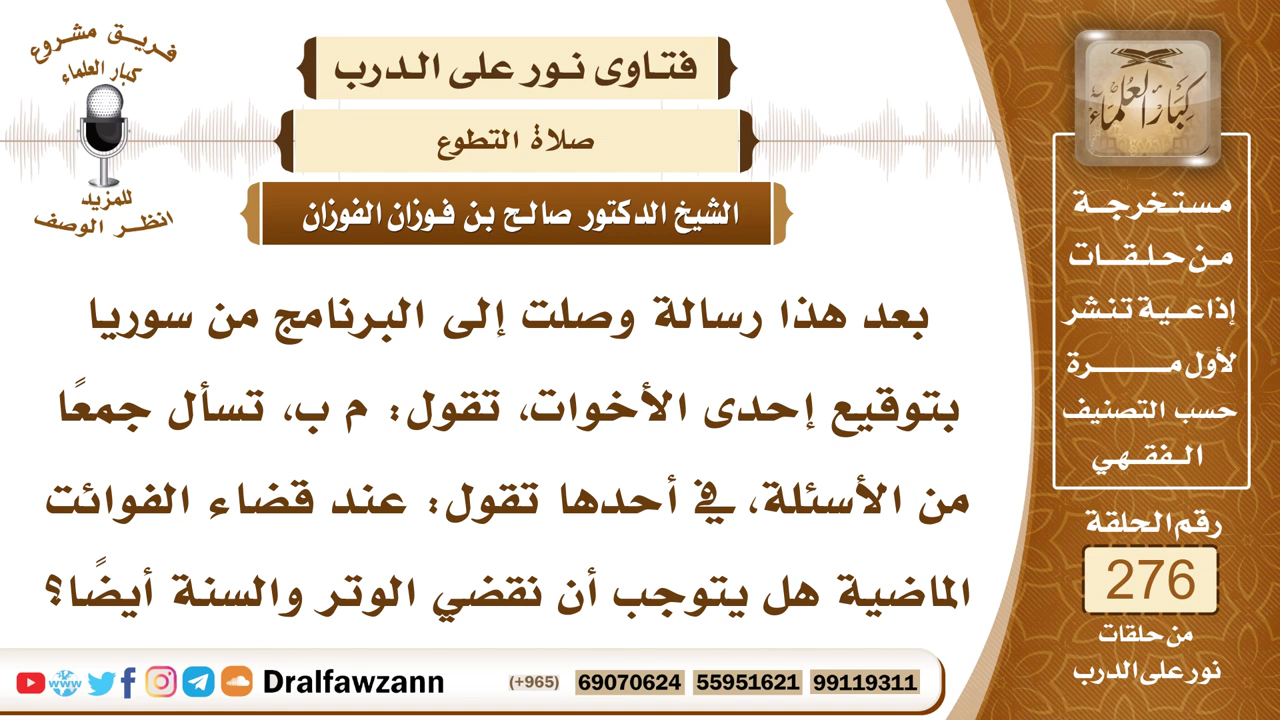 فريق مشروع
كبار العلماء
للمزيد
انظر الوصف
فتاوى نور على الدرب
صلاة التطوع
الشيخ الدكتور صالح بن فوزان الفوزان
بعد هذا رسالة وصلت إلى البرنامج من سوريا
بتوقيع إحدى الأخوات، تقول: م ب، تسأل جمعًا
من الأسئلة، في أحدها تقول: عند قضاء الفوائت
الماضية هل يتوجب أن نقضي الوتر والسنة أيضًا؟
كبار العلماء
مستخرجة
من حلقات
إذاعية تنشر
لأول مرة
حسب التصنيف
الفقهي
رقم الحلقة
276
من حلقات
نور على الدرب
www Dralfawzann (+965) 69070624 55951621 99119311